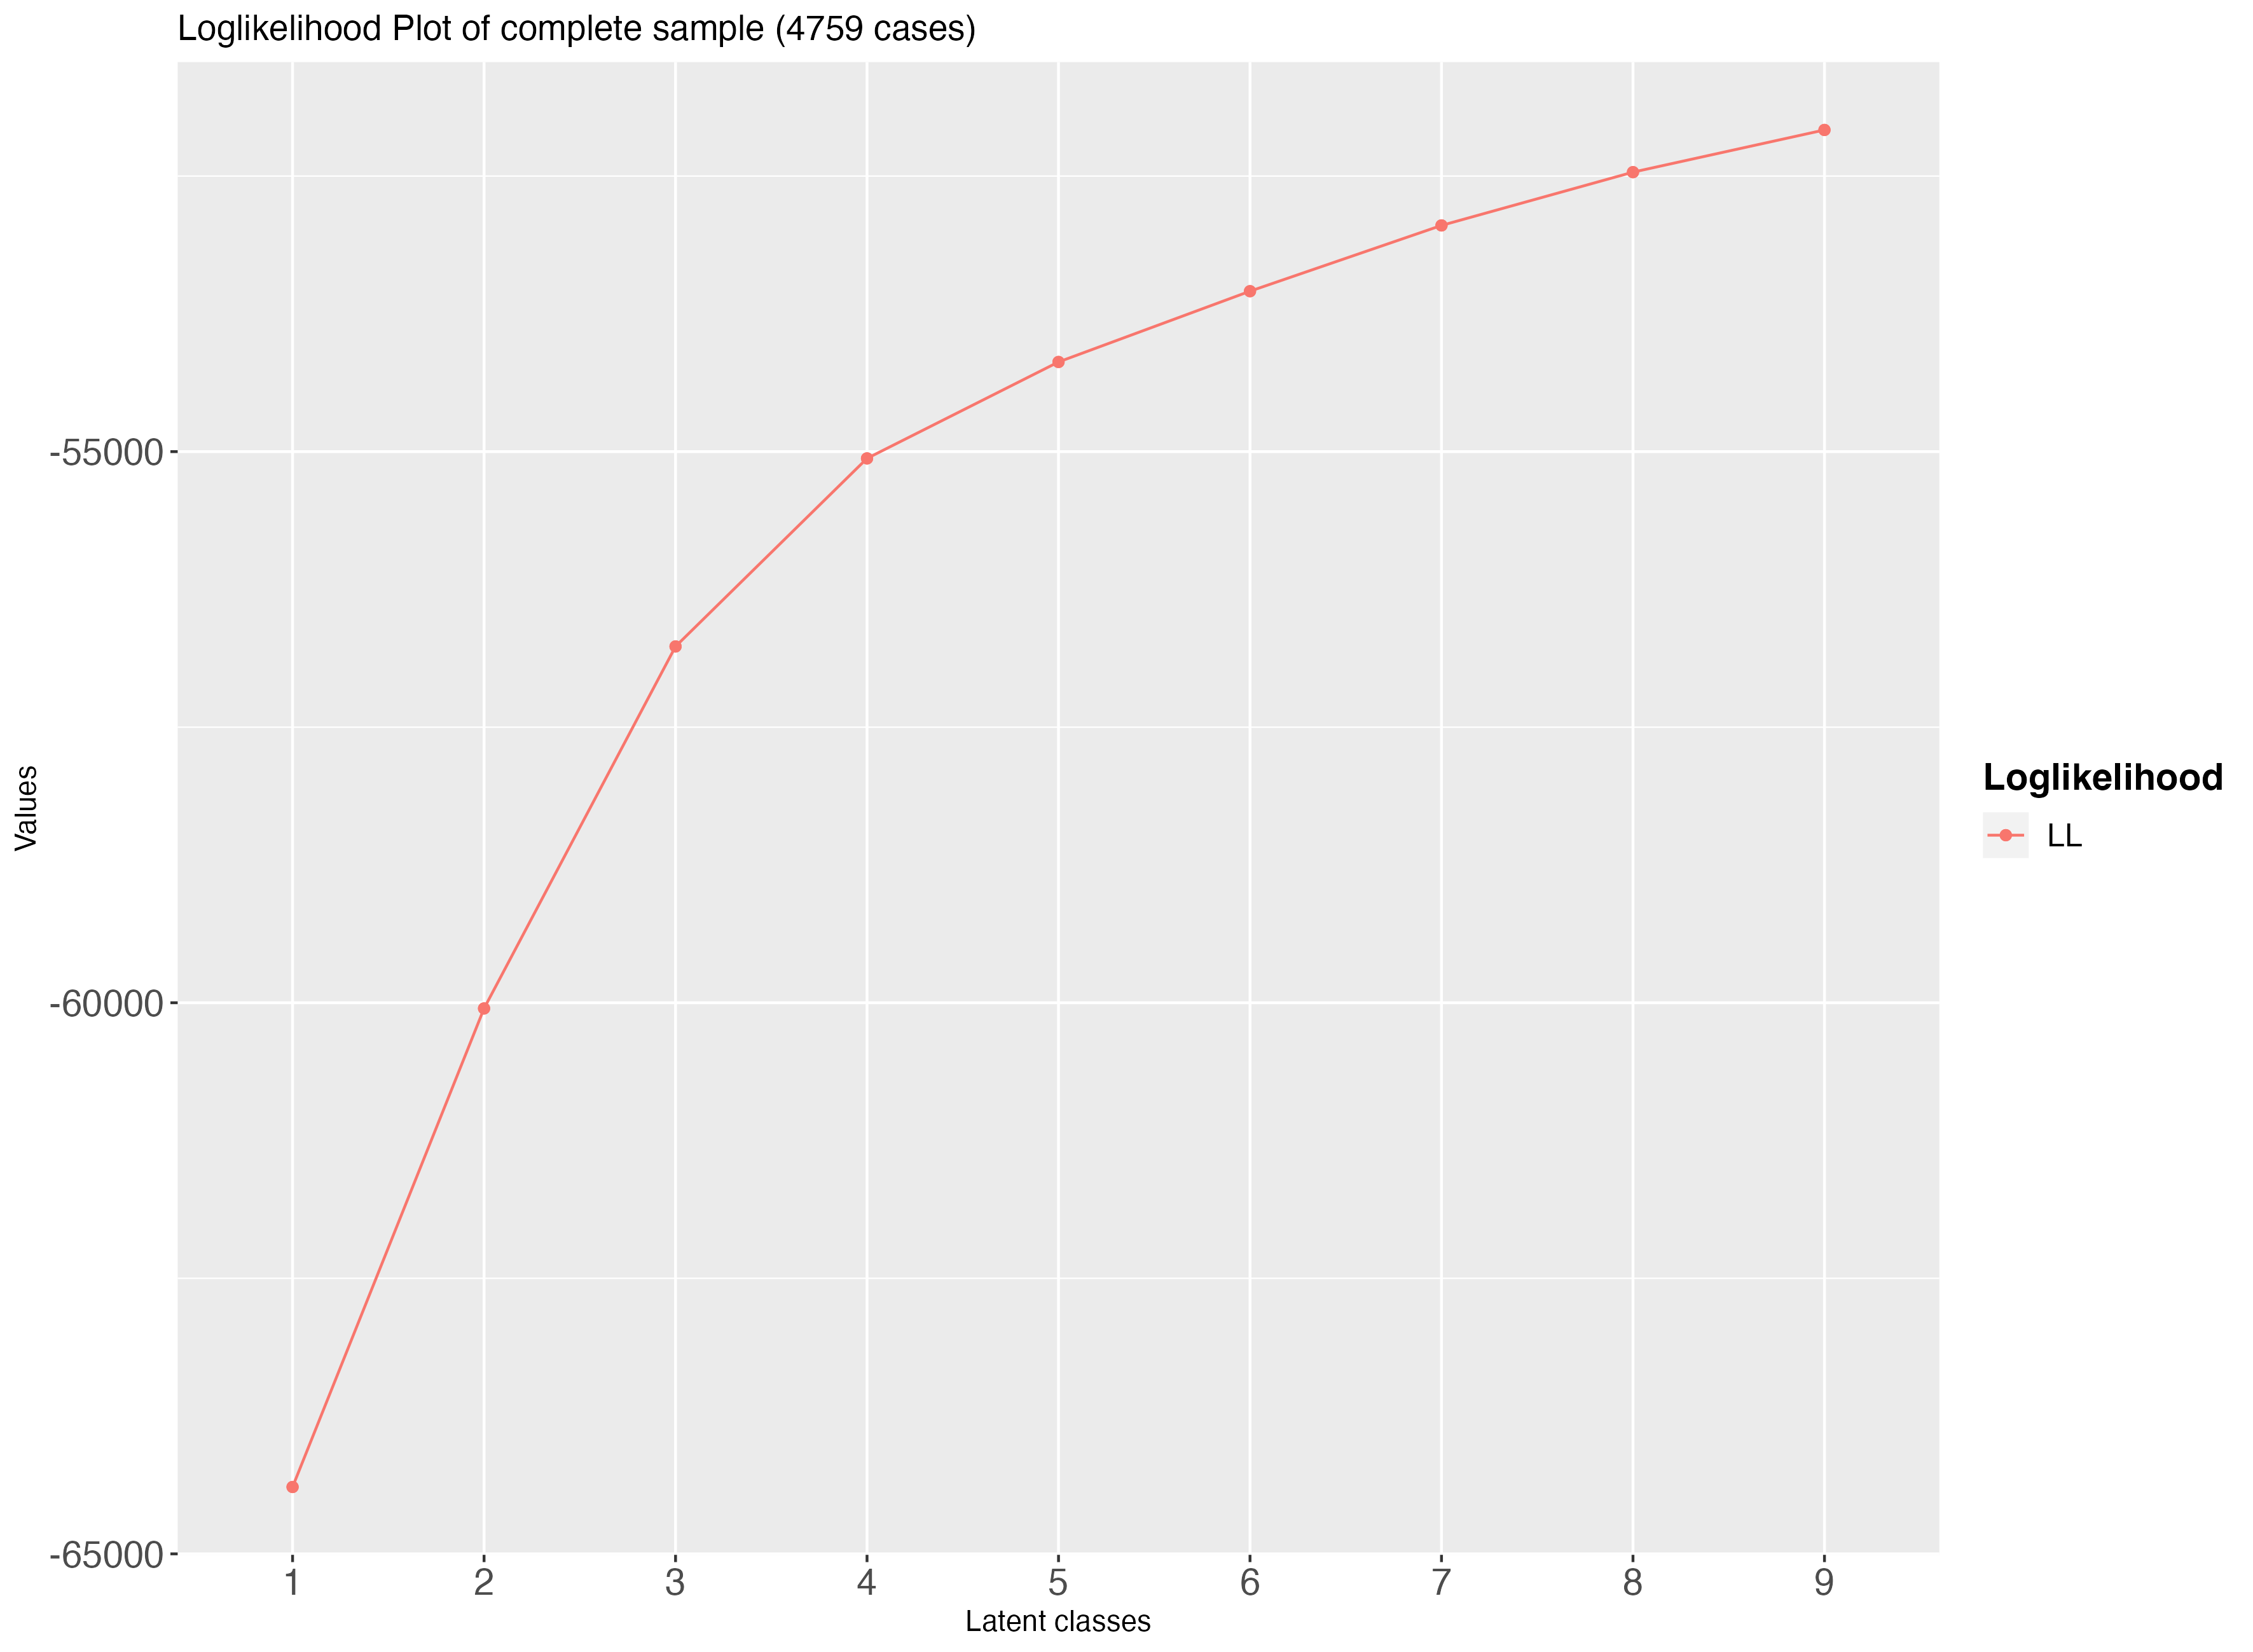 Loglikelihood Plot of complete sample (4759 cases)
-55000
-60000
-65000
Values
1 2 3 4 5 6 7 8 9
Latent classes
Loglikelihood
LL